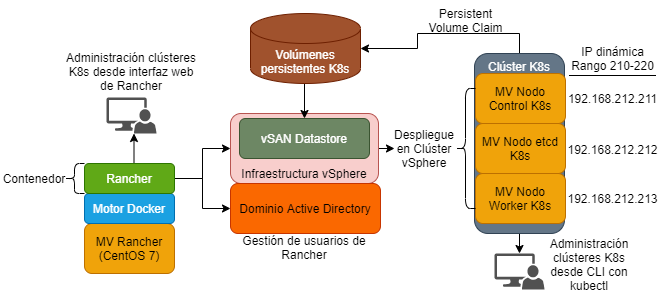 Persistent
Volume Claim
Volúmenes
persistentes K8s
Administración clústeres
K8s desde interfaz web
de Rancher
Clúster K8s
IP dinámica
Rango 210-220
MV Nodo
Control K8s
192.168.212.211
vSAN Datastore
Despliegue
en Clúster
vSphere
MV Nodo etcd
K8s
192.168.212.212
Infraestructura vSphere
Contenedor
Rancher
Motor Docker
MV Rancher
(CentOS 7)
Dominio Active Directory
Gestión de usuarios de
Rancher
MV Nodo
Worker K8s
192.168.212.213
Administración
clústeres K8s
desde CLI con
kubectl